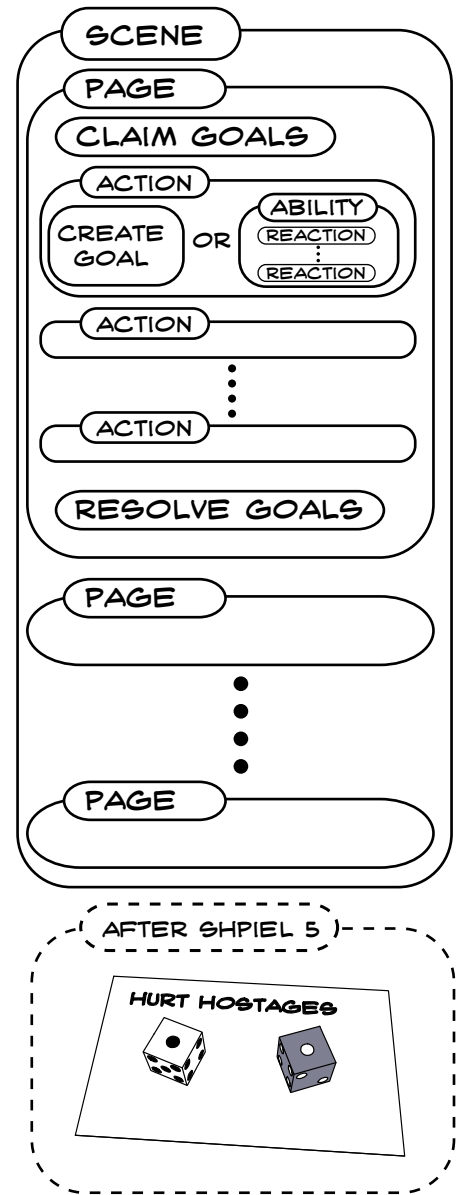 SCENE
PAGE
CLAIM GOALS
ACTION
CREATE
GOAL
OR
ABILITY
REACTION
REACTION
ACTION
ACTION
RESOLVE GOALS
PAGE
PAGE
AFTER SHPIEL 5
HURT HOSTAGES